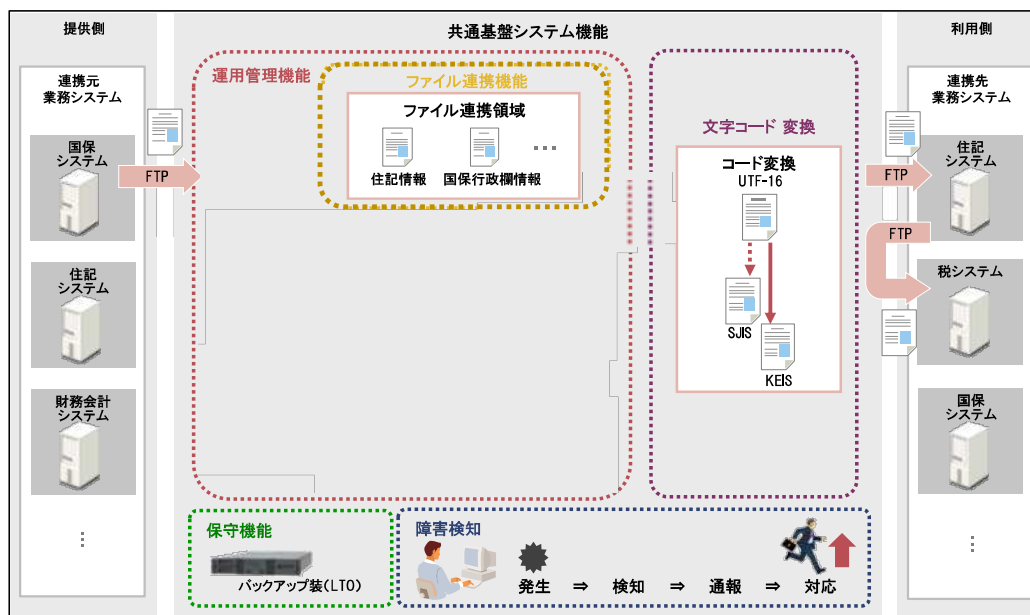 提供側
共通基盤システム機能
利用側
連携元
業務システム
国保
システム
住記
システム
財務会計
システム
⋮
FTP
運用管理機能
ファイル連携機能
ファイル連携領域
住記情報
国保行政欄情報
…
文字コード 変換
コード変換
UTF-16
SJIS
KEIS
FTP
FTP
連携先
業務システム
住記
システム
税システム
国保
システム
⋮
保守機能
バックアップ装(LTO)
障害検知
発生 ⇒ 検知 ⇒ 通報 ⇒ 対応